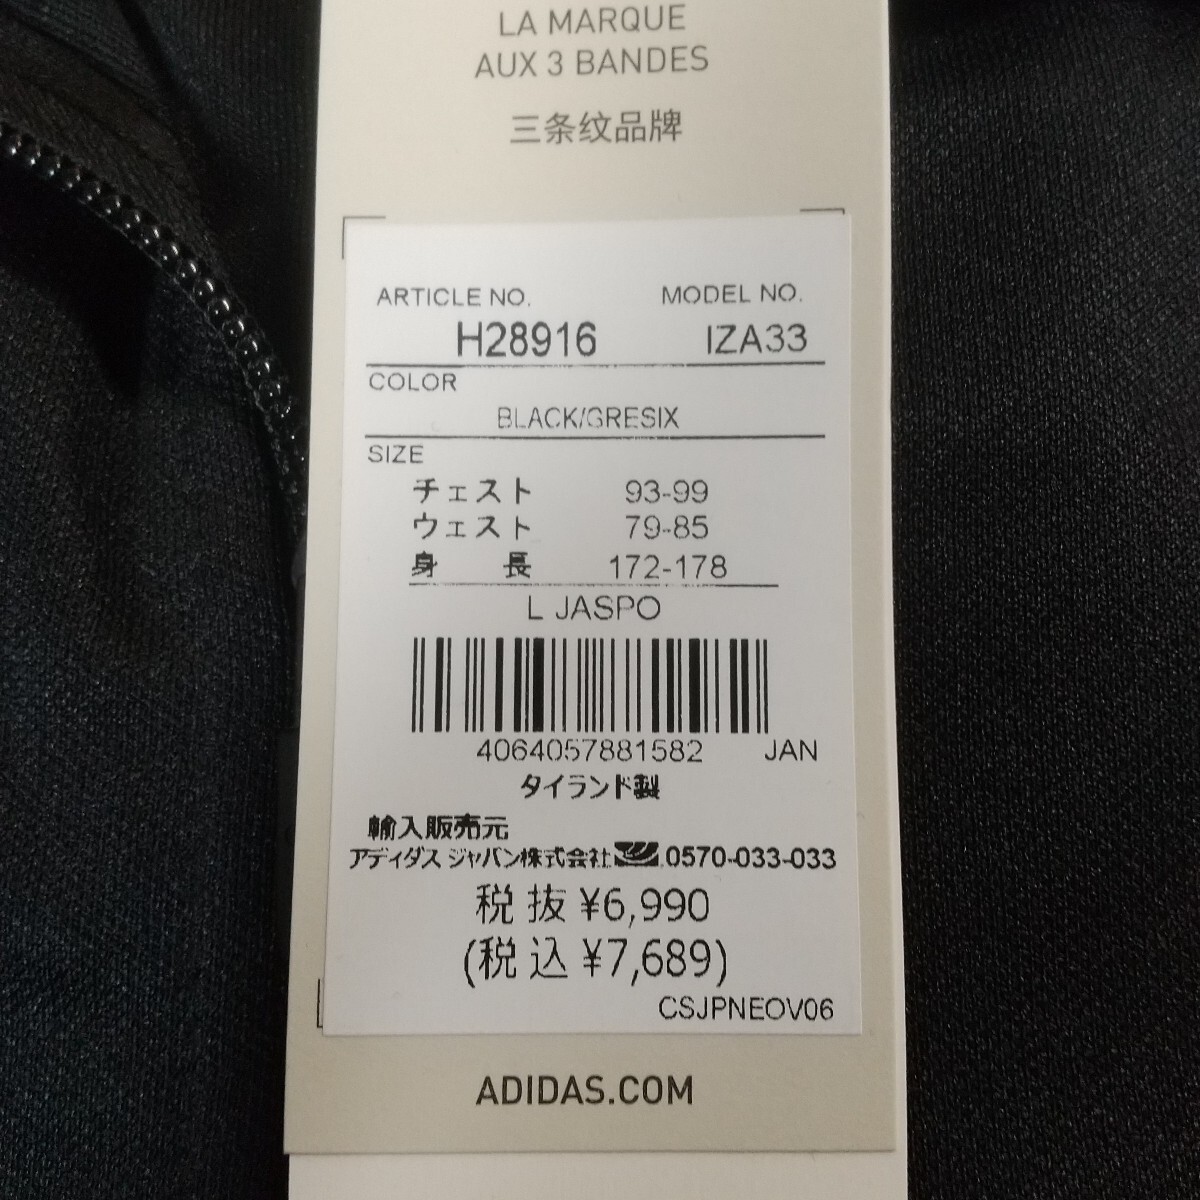 LA MARQUE
AUX 3 BANDES
三条纹品牌
ARTICLE NO. MODEL NO.
H28916 IZA33
COLOR
BLACK/GRESIX
SIZE
チェスト 93-99
ウェスト 79-85
身 長 172-178
L JASPO
4064057881582 JAN
タイランド製
輸入販売元
アディダス ジャパン株式会社 0570-033-033
税 抜 ¥6,990
(税 込 ¥7,689)
CSJPNEOV06
ADIDAS.COM